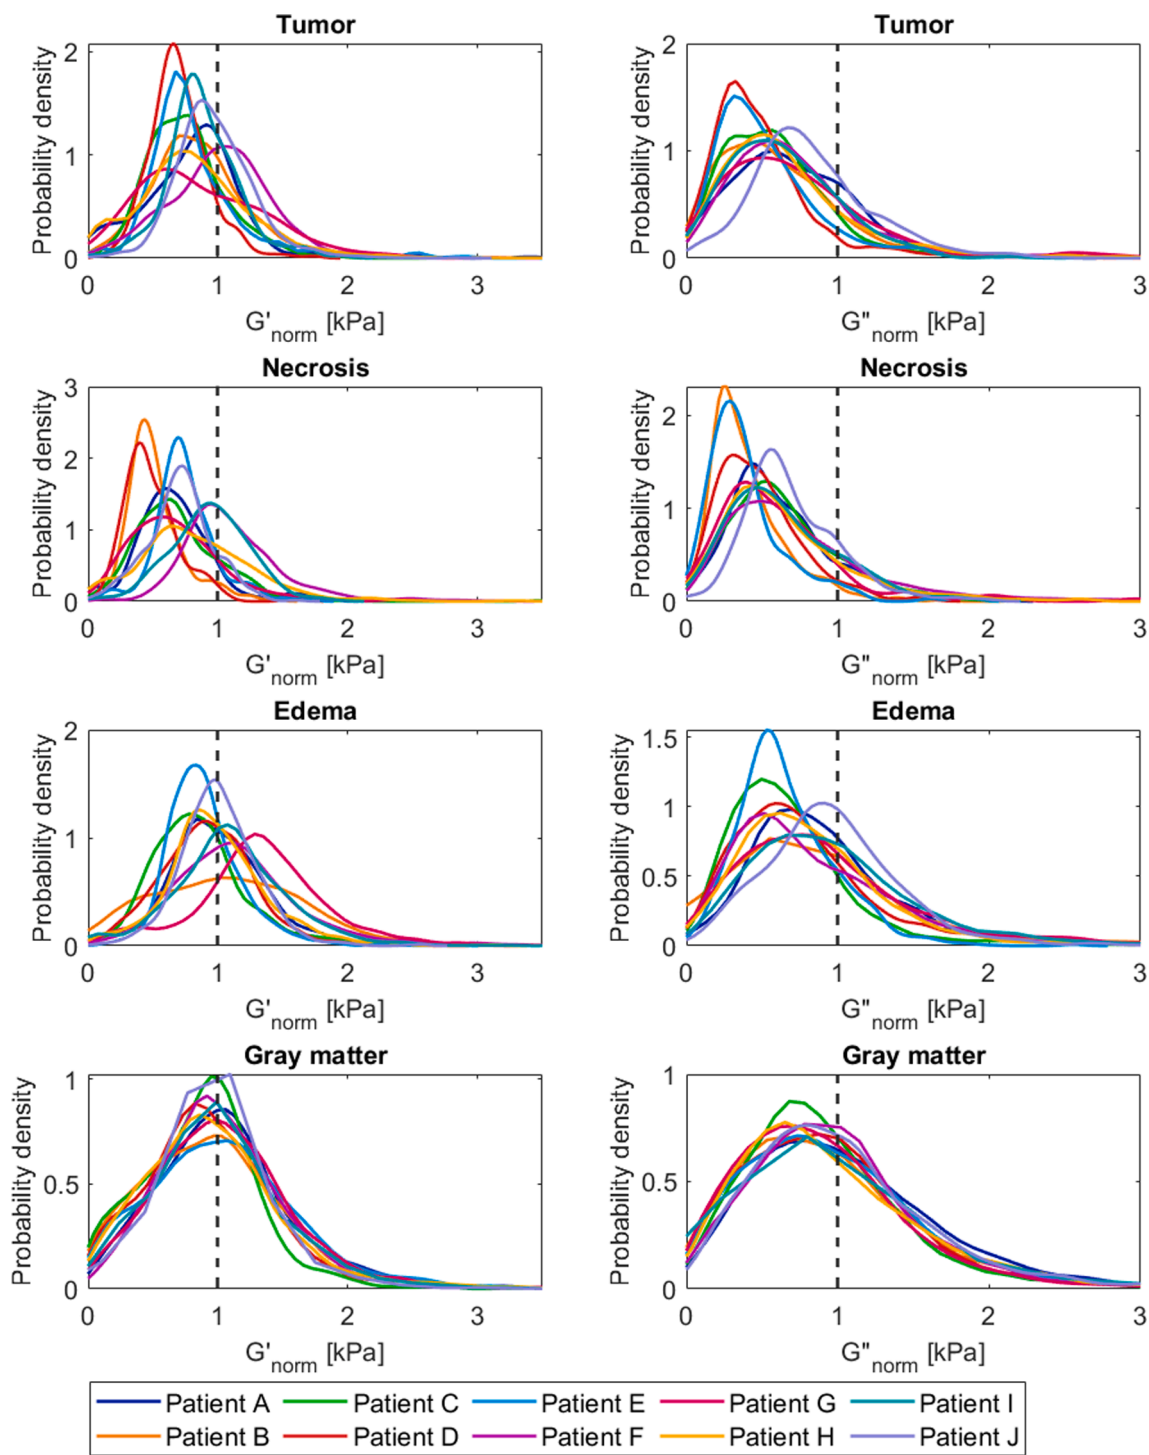 Tumor
Tumor
Probability density
2
1
0
0 1 2 3
G'norm [kPa]
Probability density
2
1
0
0 1 2 3
G"norm [kPa]
Necrosis
Necrosis
Probability density
3
2
1
0
0 1 2 3
G'norm [kPa]
Probability density
2
1
0
0 1 2 3
G"norm [kPa]
Edema
Edema
Probability density
2
1
0
0 1 2 3
G'norm [kPa]
Probability density
1.5
1
0.5
0
0 1 2 3
G"norm [kPa]
Gray matter
Gray matter
Probability density
1
0.5
0
0 1 2 3
G'norm [kPa]
Probability density
1
0.5
0
0 1 2 3
G"norm [kPa]
Patient A Patient C Patient E Patient G Patient I
Patient B Patient D Patient F Patient H Patient J